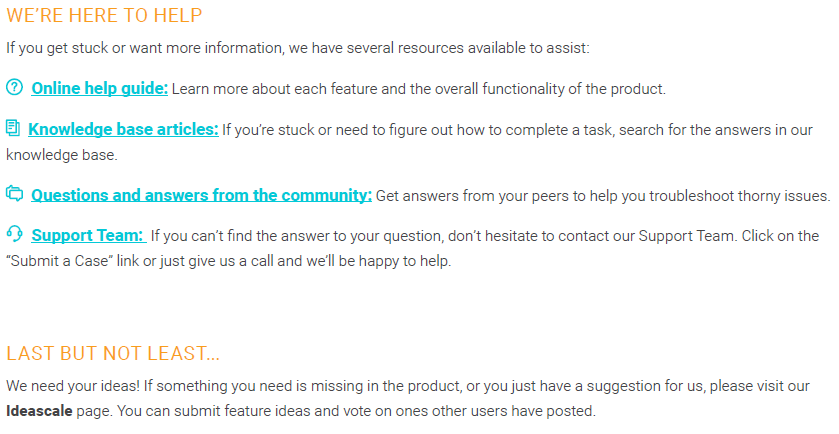 WE'RE HERE TO HELP
If you get stuck or want more information, we have several resources available to assist:
Online help guide: Learn more about each feature and the overall functionality of the product.
Knowledge base articles: If you're stuck or need to figure out how to complete a task, search for the answers in our
knowledge base.
Questions and answers from the community: Get answers from your peers to help you troubleshoot thorny issues.
Support Team: If you can't find the answer to your question, don't hesitate to contact our Support Team. Click on the
“Submit a Case” link or just give us a call and we'll be happy to help.
LAST BUT NOT LEAST...
We need your ideas! If something you need is missing in the product, or you just have a suggestion for us, please visit our
Ideascale page. You can submit feature ideas and vote on ones other users have posted.